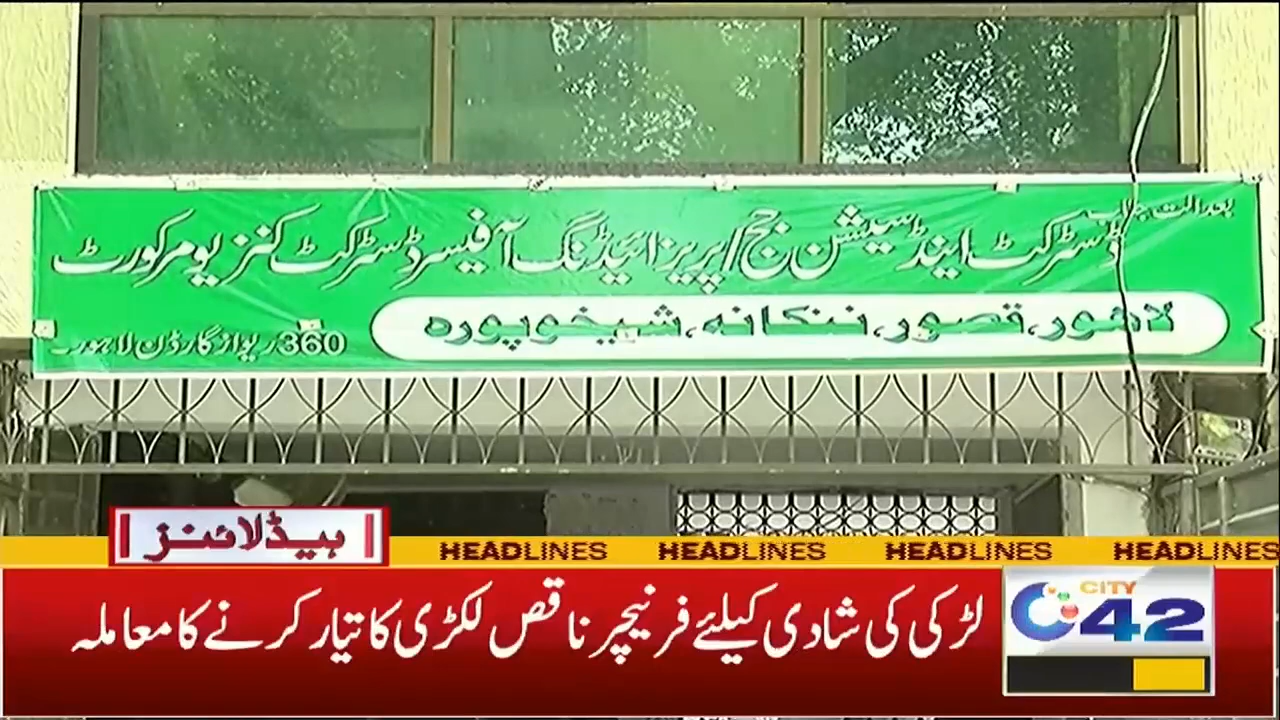 بعدالت جناب
ڈسٹرکٹ اینڈ سیشن جج / پریزائیڈنگ آفیسر ڈسٹرکٹ کنزیومر کورٹ
لاہور، قصور، ننکانہ، شیخوپورہ
360 ریواز گارڈن لاہور
ہیڈلائنز
HEADLINES HEADLINES HEADLINES HEADLINES
لڑکی کی شادی کیلئے فرنیچر ناقص لکڑی کا تیار کرنے کا معاملہ
CITY
42